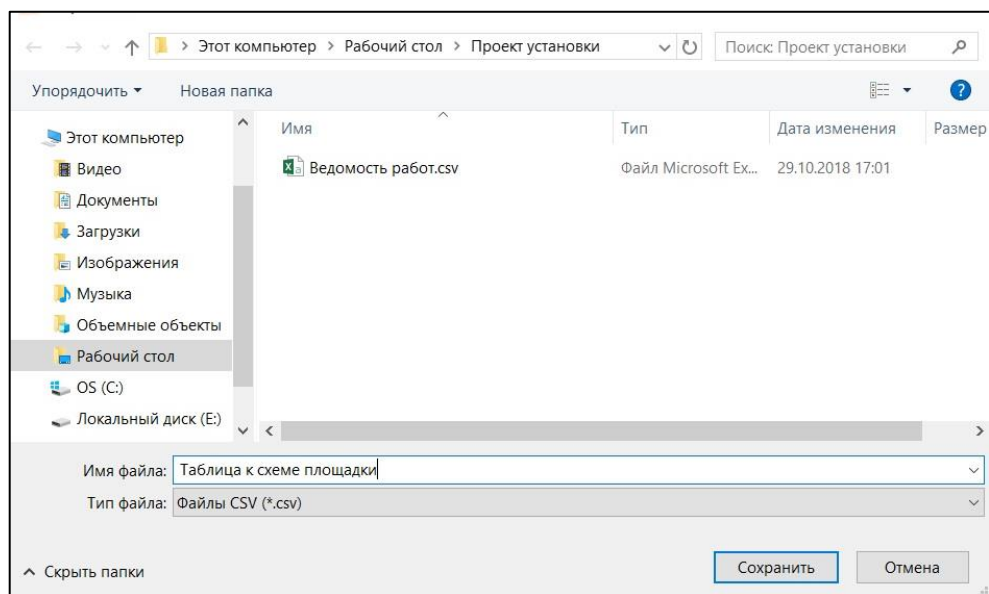 Этот компьютер > Рабочий стол > Проект установки Поиск: Проект установки
Упорядочить Новая папка
Имя Тип Дата изменения Размер
Ведомость работ.csv Файл Microsoft Ex... 29.10.2018 17:01
Этот компьютер
Видео
Документы
Загрузки
Изображения
Музыка
Объемные объекты
Рабочий стол
OS (C:)
Локальный диск (E:)
Имя файла: Таблица к схеме площадки
Тип файла: Файлы CSV (*.csv)
Скрыть папки Сохранить Отмена